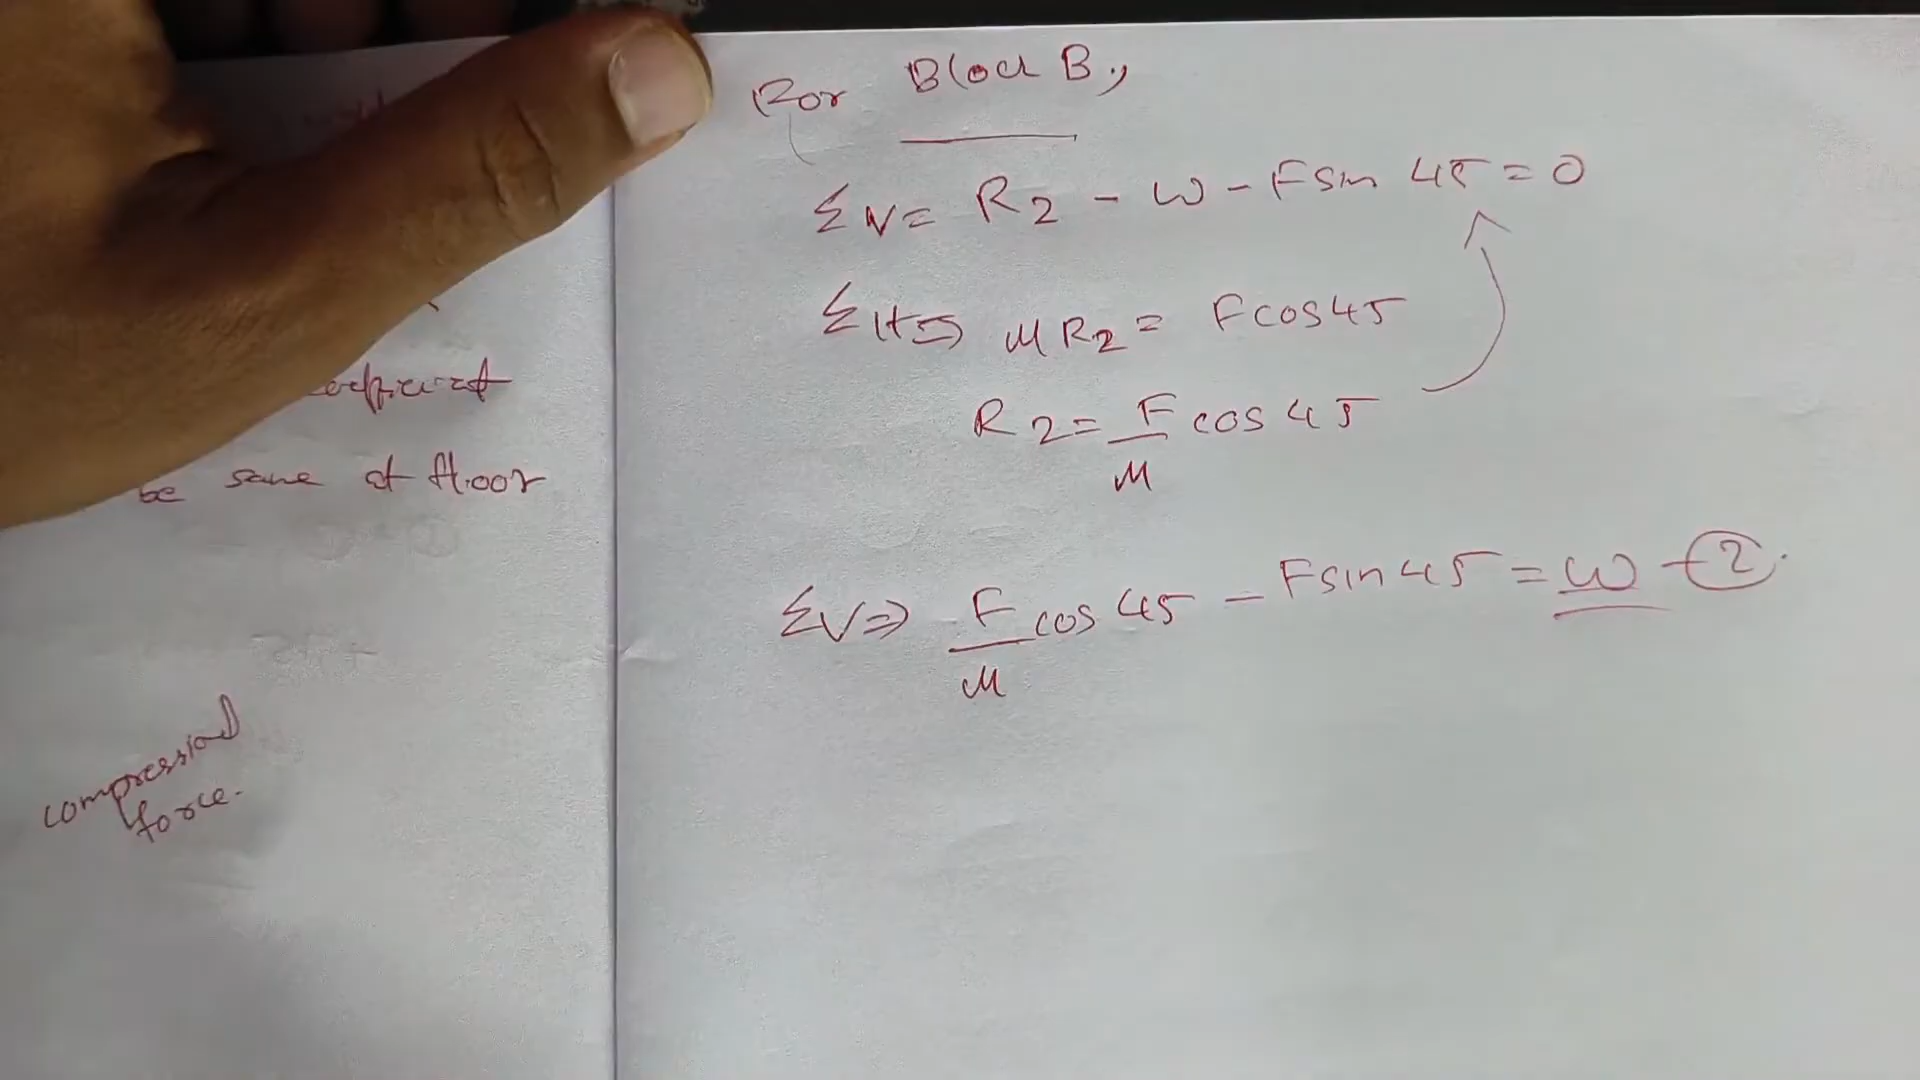 coefficient
be same at floor
compressional
force.
For Block B,
ΣV = R2 - W - F sin 45 = 0
ΣH ⇒ μR2 = F cos 45
R2 = F/μ cos 45
ΣV ⇒ F/μ cos 45 - F sin 45 = W - ②.